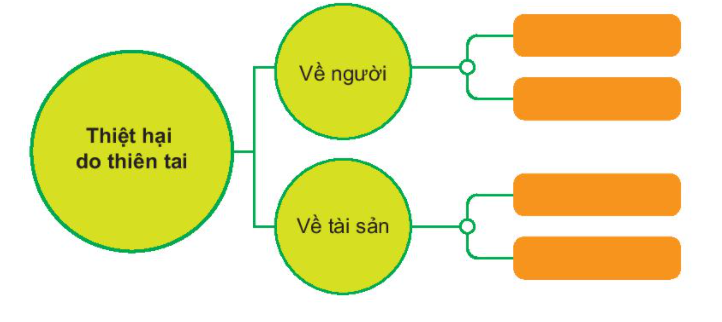 Thiệt hại
do thiên tai
Về người
Về tài sản